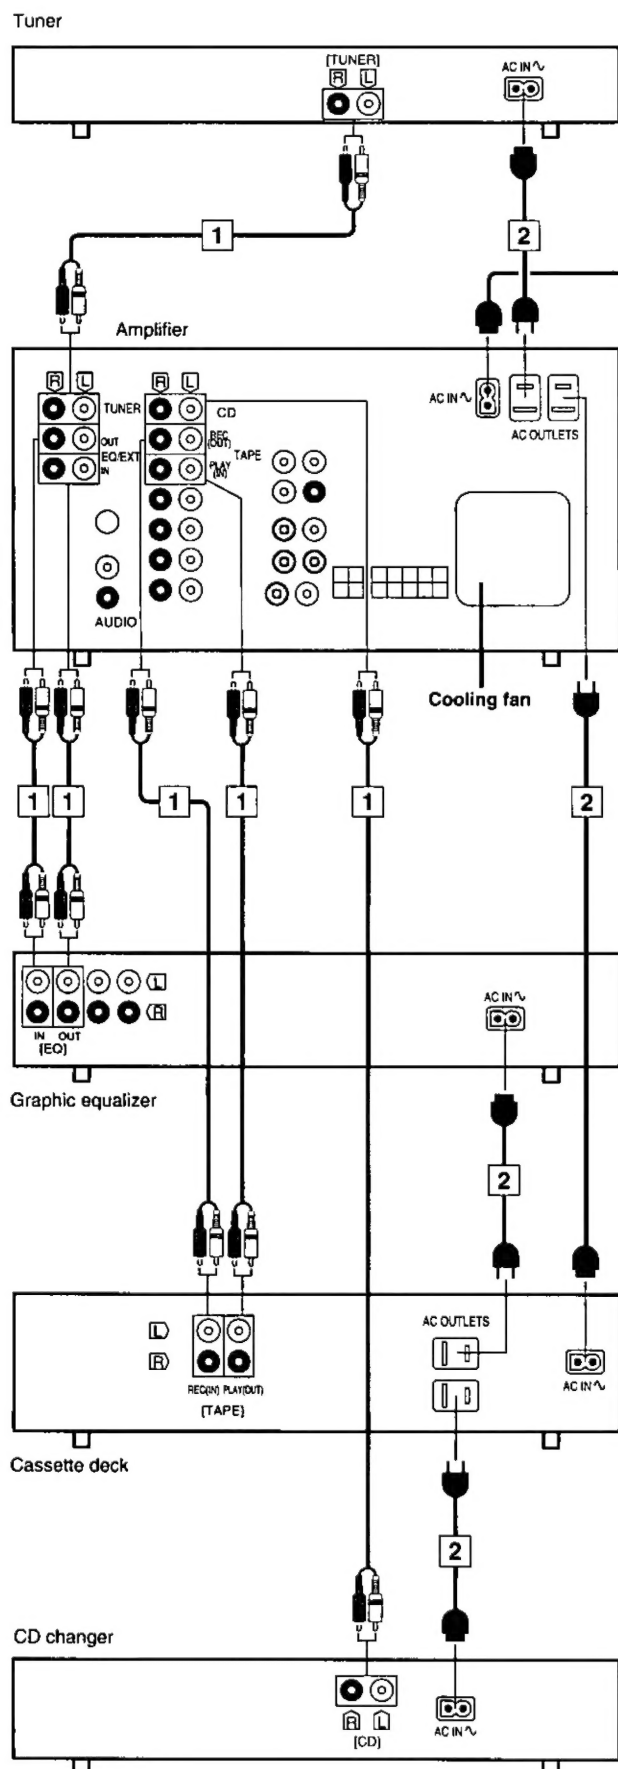 Tuner
[TUNER]
R L
AC IN
1
2
Amplifier
R L
R L
TUNER
CD
OUT
REC (OUT)
EQ/EXT
TAPE
IN
PLAY (IN)
AC IN
AC OUTLETS
AUDIO
Cooling fan
1 1 1 1 1 2
L
R
IN OUT
[EQ]
AC IN
Graphic equalizer
2
L
R
REC(IN) PLAY(OUT)
[TAPE]
AC OUTLETS
AC IN
Cassette deck
2
CD changer
R L
[CD]
AC IN